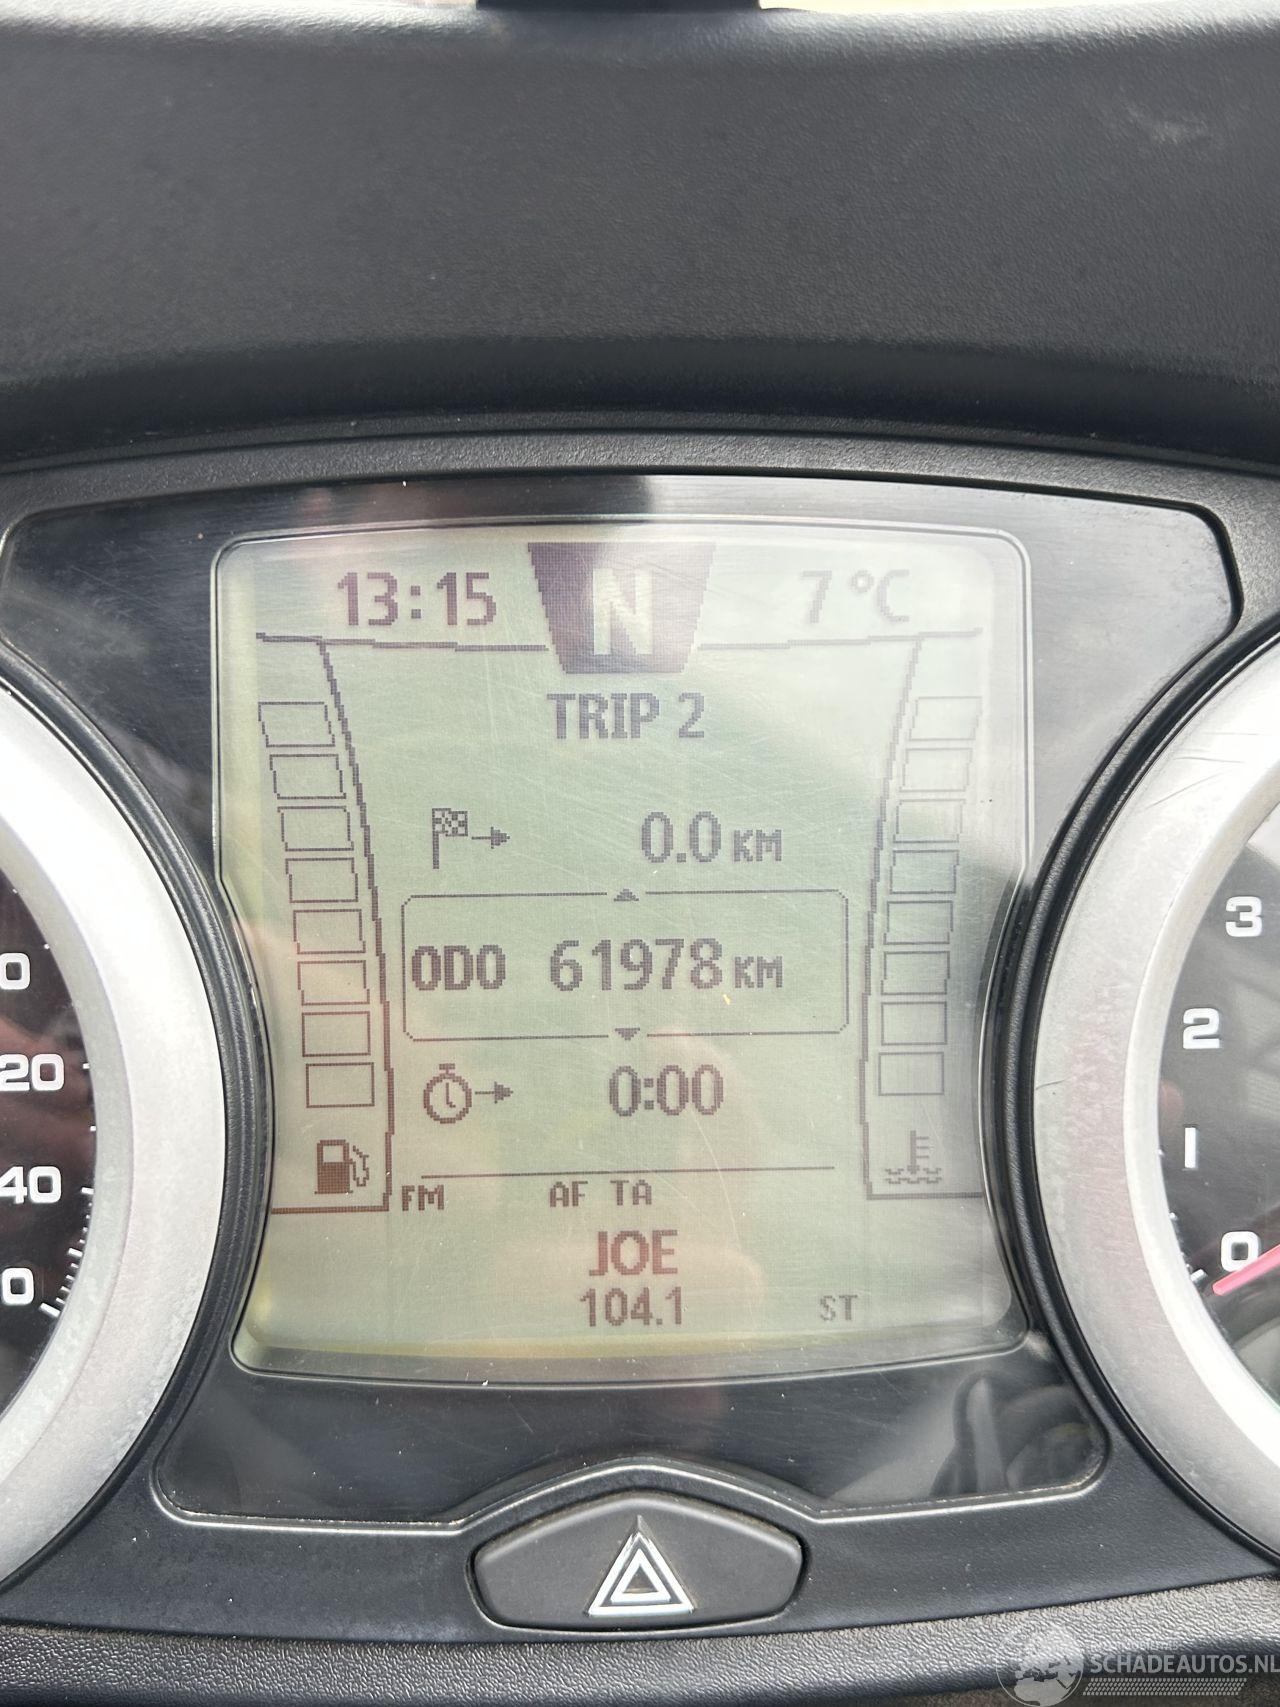 13:15 N 7 °C
TRIP 2
0.0 KM
ODO 61978 KM
0:00
FM AF TA
JOE
104.1 ST
0
20
40
0
3
2
1
0
SCHADEAUTOS.NL